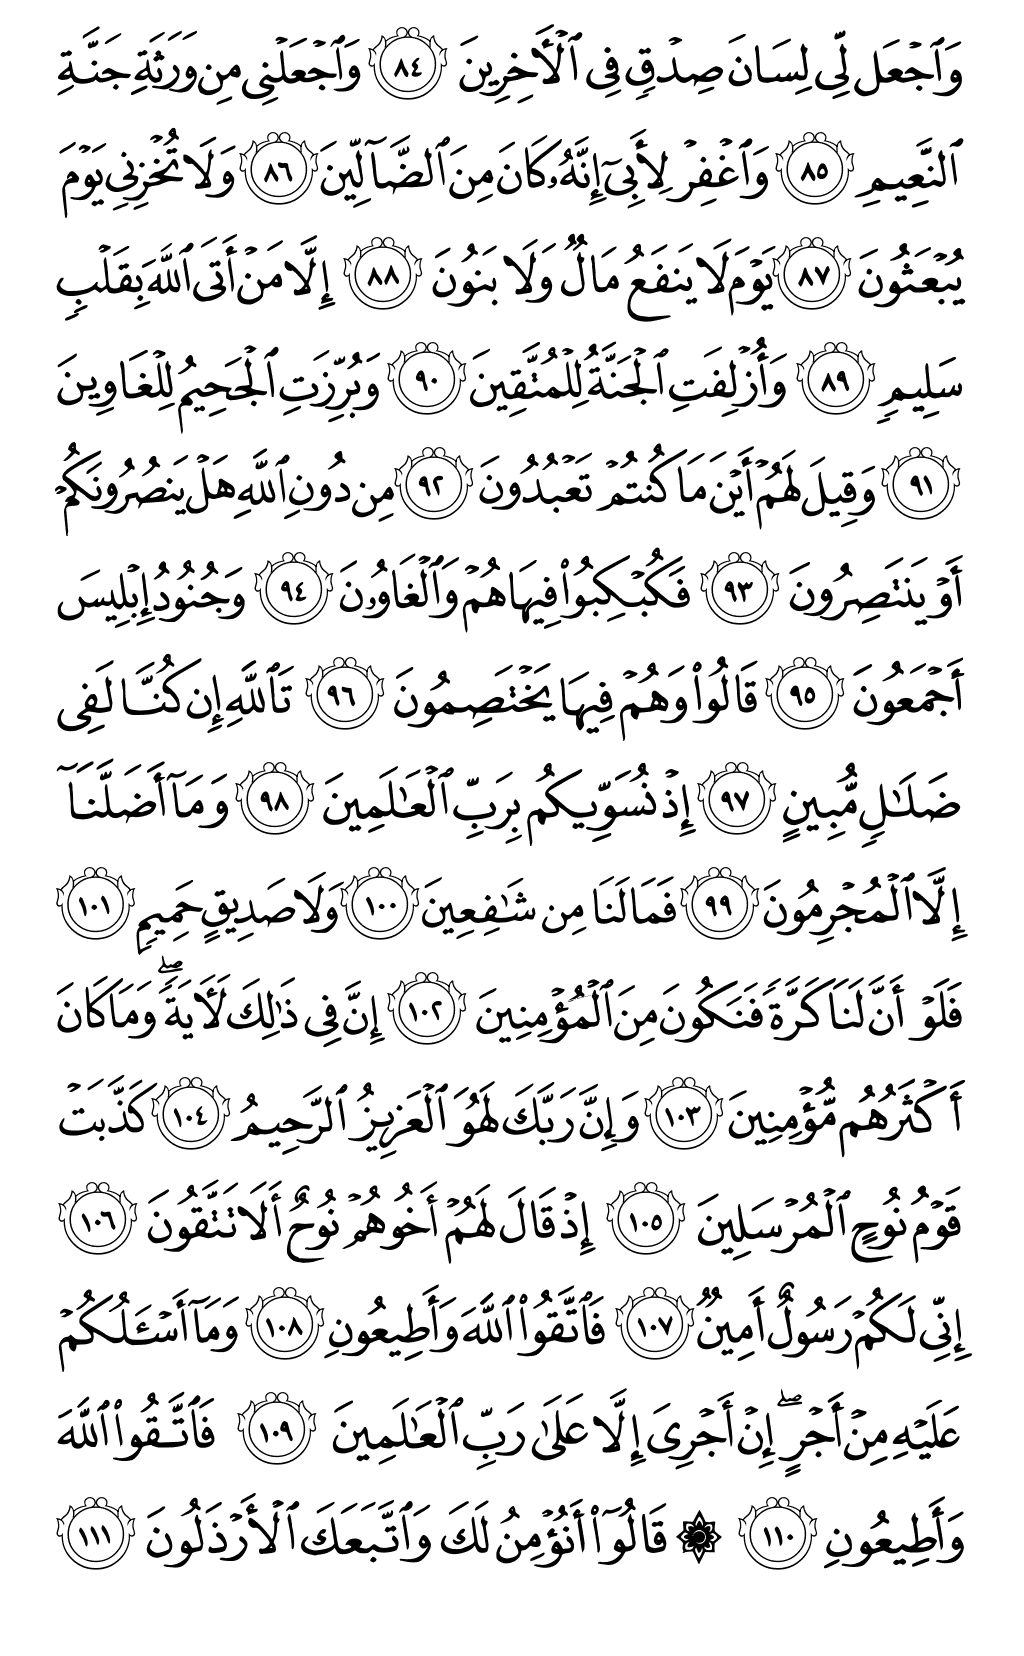 وَٱجۡعَل لِّي لِسَانَ صِدۡقٖ فِي ٱلۡأٓخِرِينَ ٨٤ وَٱجۡعَلۡنِي مِن وَرَثَةِ جَنَّةِ
ٱلنَّعِيمِ ٨٥ وَٱغۡفِرۡ لِأَبِيٓ إِنَّهُۥ كَانَ مِنَ ٱلضَّآلِّينَ ٨٦ وَلَا تُخۡزِنِي يَوۡمَ
يُبۡعَثُونَ ٨٧ يَوۡمَ لَا يَنفَعُ مَالٞ وَلَا بَنُونَ ٨٨ إِلَّا مَنۡ أَتَى ٱللَّهَ بِقَلۡبٖ
سَلِيمٖ ٨٩ وَأُزۡلِفَتِ ٱلۡجَنَّةُ لِلۡمُتَّقِينَ ٩٠ وَبُرِّزَتِ ٱلۡجَحِيمُ لِلۡغَاوِينَ
٩١ وَقِيلَ لَهُمۡ أَيۡنَ مَا كُنتُمۡ تَعۡبُدُونَ ٩٢ مِن دُونِ ٱللَّهِ هَلۡ يَنصُرُونَكُمۡ
أَوۡ يَنتَصِرُونَ ٩٣ فَكُبۡكِبُواْ فِيهَا هُمۡ وَٱلۡغَاوُۥنَ ٩٤ وَجُنُودُ إِبۡلِيسَ
أَجۡمَعُونَ ٩٥ قَالُواْ وَهُمۡ فِيهَا يَخۡتَصِمُونَ ٩٦ تَٱللَّهِ إِن كُنَّا لَفِي
ضَلَٰلٖ مُّبِينٍ ٩٧ إِذۡ نُسَوِّيكُم بِرَبِّ ٱلۡعَٰلَمِينَ ٩٨ وَمَآ أَضَلَّنَآ
إِلَّا ٱلۡمُجۡرِمُونَ ٩٩ فَمَا لَنَا مِن شَٰفِعِينَ ١٠٠ وَلَا صَدِيقٍ حَمِيمٖ ١٠١
فَلَوۡ أَنَّ لَنَا كَرَّةٗ فَنَكُونَ مِنَ ٱلۡمُؤۡمِنِينَ ١٠٢ إِنَّ فِي ذَٰلِكَ لَأٓيَةٗۖ وَمَا كَانَ
أَكۡثَرُهُم مُّؤۡمِنِينَ ١٠٣ وَإِنَّ رَبَّكَ لَهُوَ ٱلۡعَزِيزُ ٱلرَّحِيمُ ١٠٤ كَذَّبَتۡ
قَوۡمُ نُوحٍ ٱلۡمُرۡسَلِينَ ١٠٥ إِذۡ قَالَ لَهُمۡ أَخُوهُمۡ نُوحٌ أَلَا تَتَّقُونَ ١٠٦
إِنِّي لَكُمۡ رَسُولٌ أَمِينٞ ١٠٧ فَٱتَّقُواْ ٱللَّهَ وَأَطِيعُونِ ١٠٨ وَمَآ أَسۡـَٔلُكُمۡ
عَلَيۡهِ مِنۡ أَجۡرٍۖ إِنۡ أَجۡرِيَ إِلَّا عَلَىٰ رَبِّ ٱلۡعَٰلَمِينَ ١٠٩ فَٱتَّقُواْ ٱللَّهَ
وَأَطِيعُونِ ١١٠ ۞ قَالُوٓاْ أَنُؤۡمِنُ لَكَ وَٱتَّبَعَكَ ٱلۡأَرۡذَلُونَ ١١١